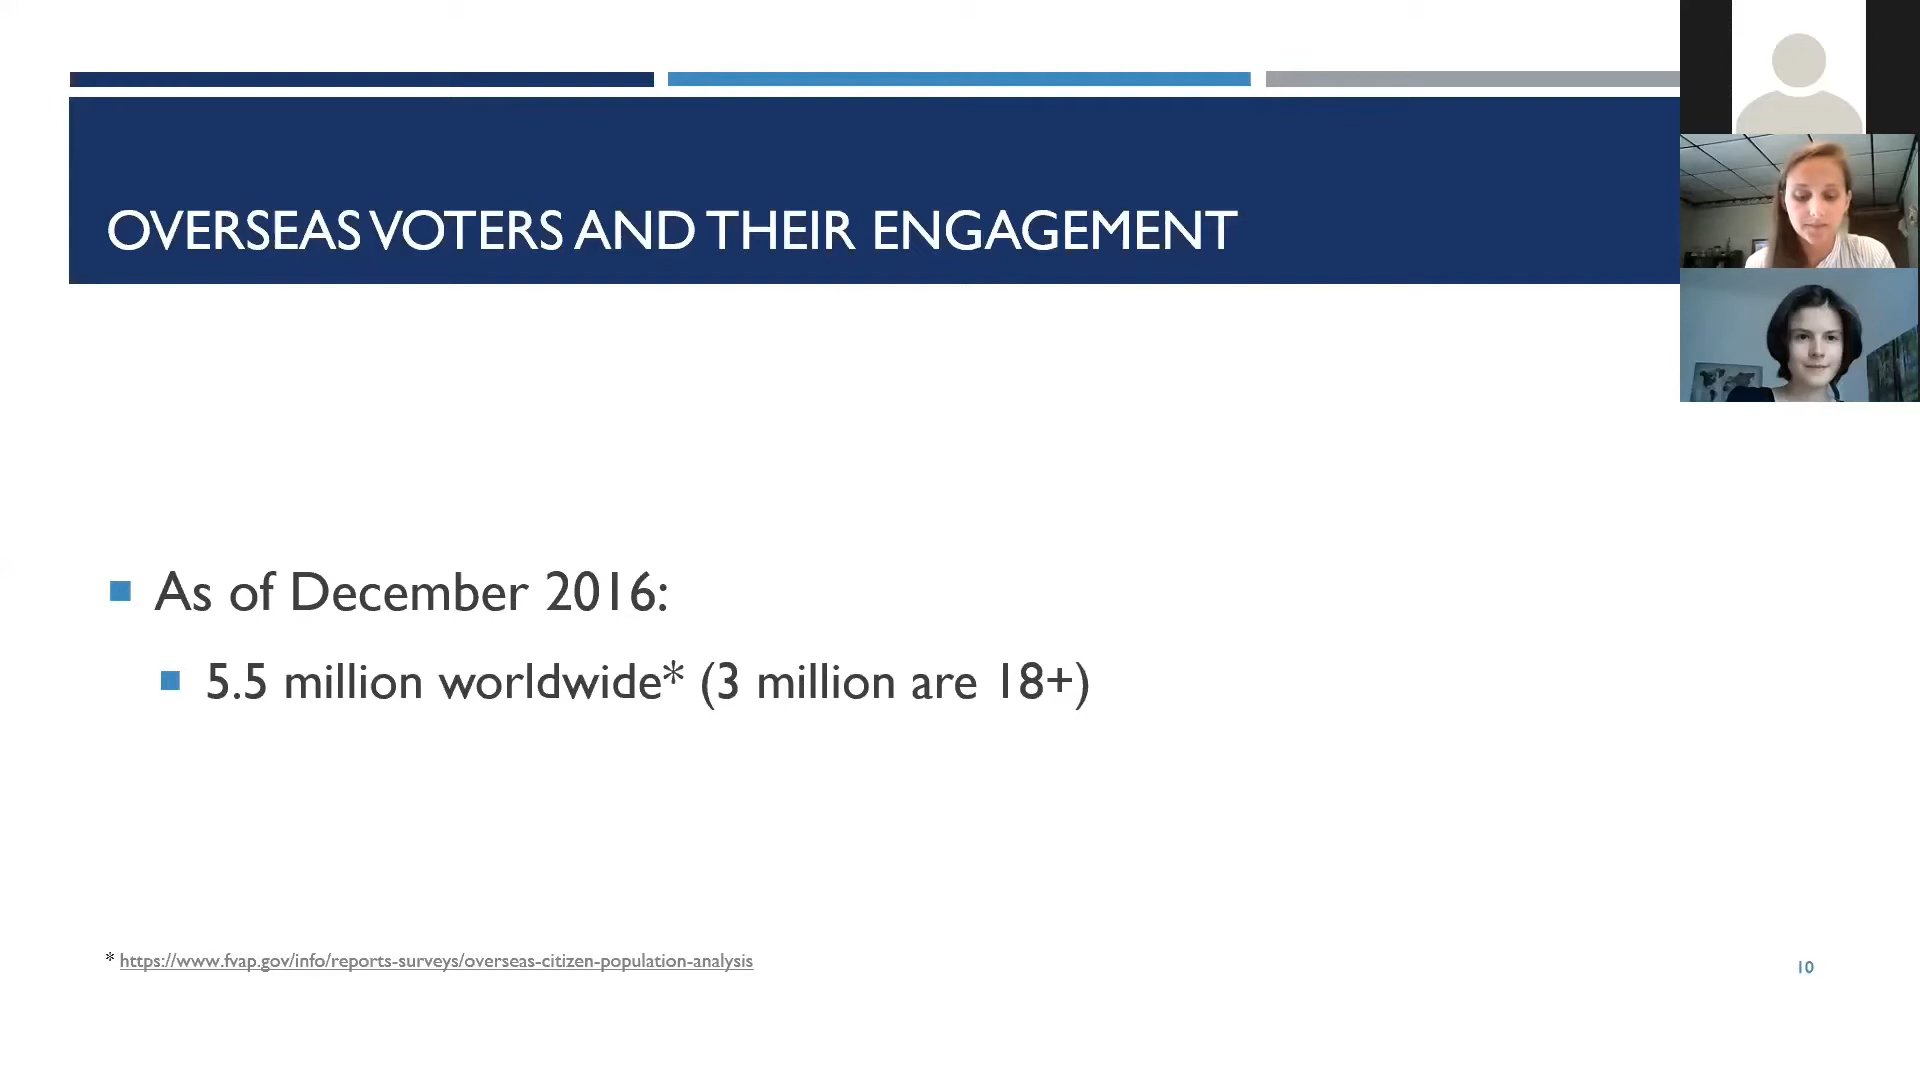 OVERSEAS VOTERS AND THEIR ENGAGEMENT
As of December 2016:
5.5 million worldwide* (3 million are 18+)
* https://www.fvap.gov/info/reports-surveys/overseas-citizen-population-analysis
10